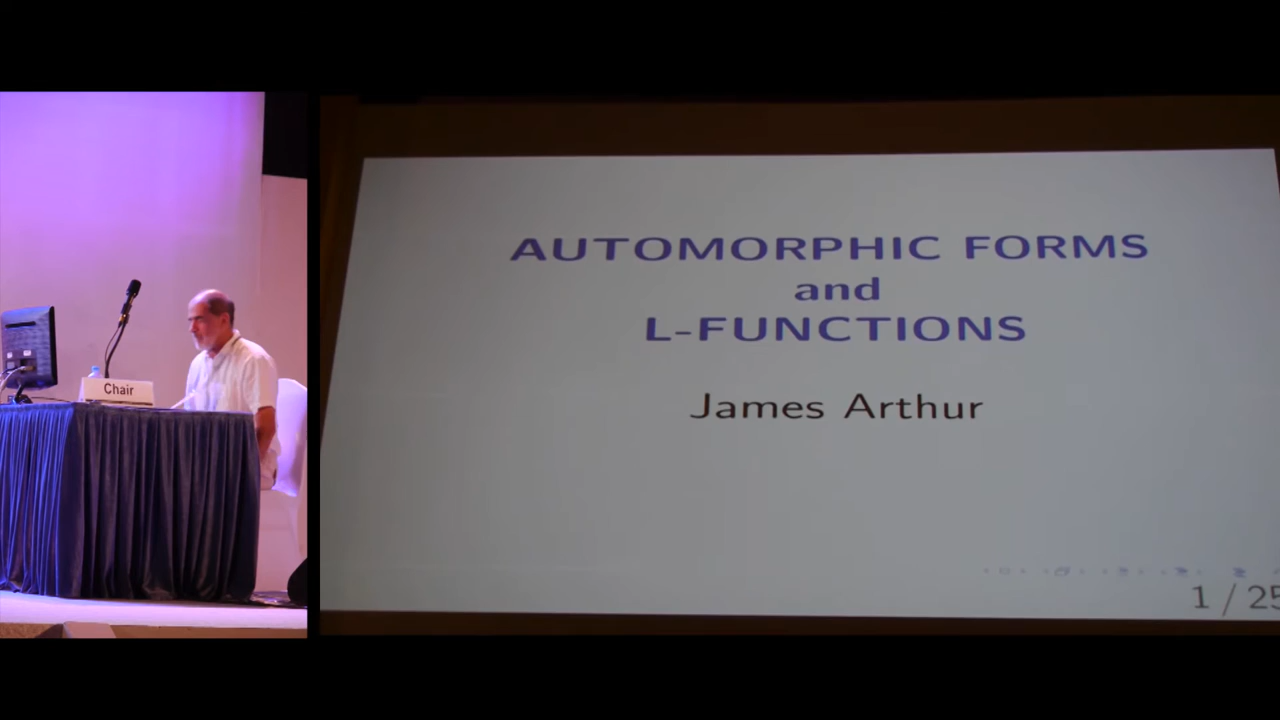 Chair
AUTOMORPHIC FORMS
and
L-FUNCTIONS
James Arthur
1 / 25